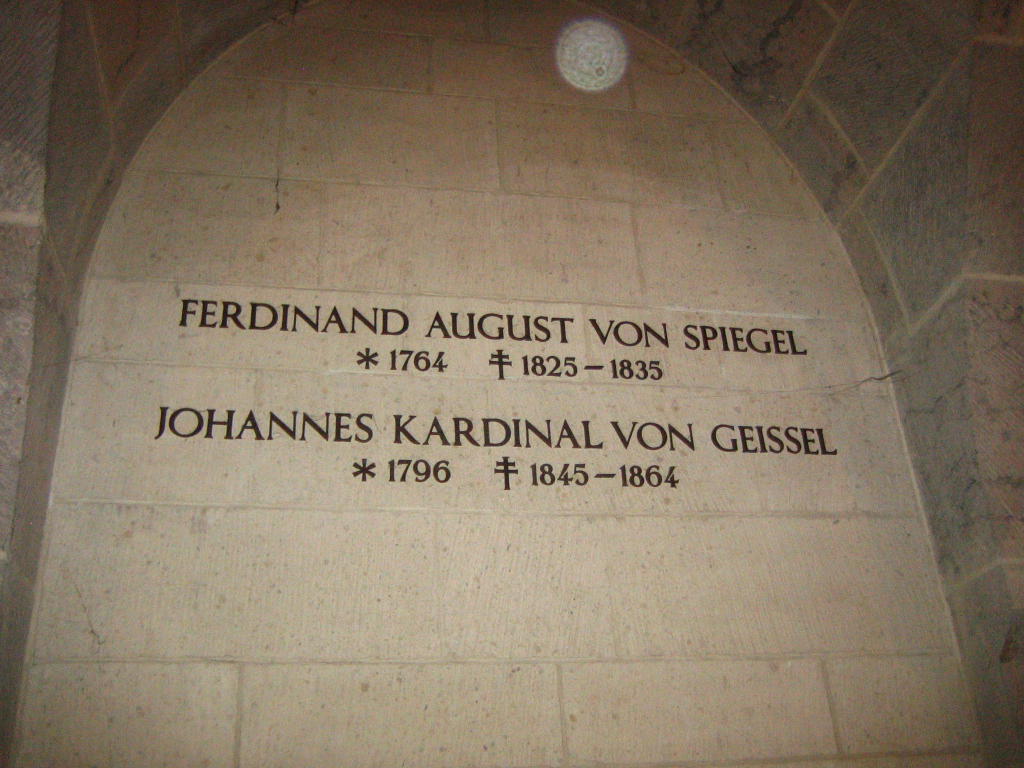 FERDINAND AUGUST VON SPIEGEL
* 1764 ‡ 1825 – 1835
JOHANNES KARDINAL VON GEISSEL
* 1796 ‡ 1845 – 1864